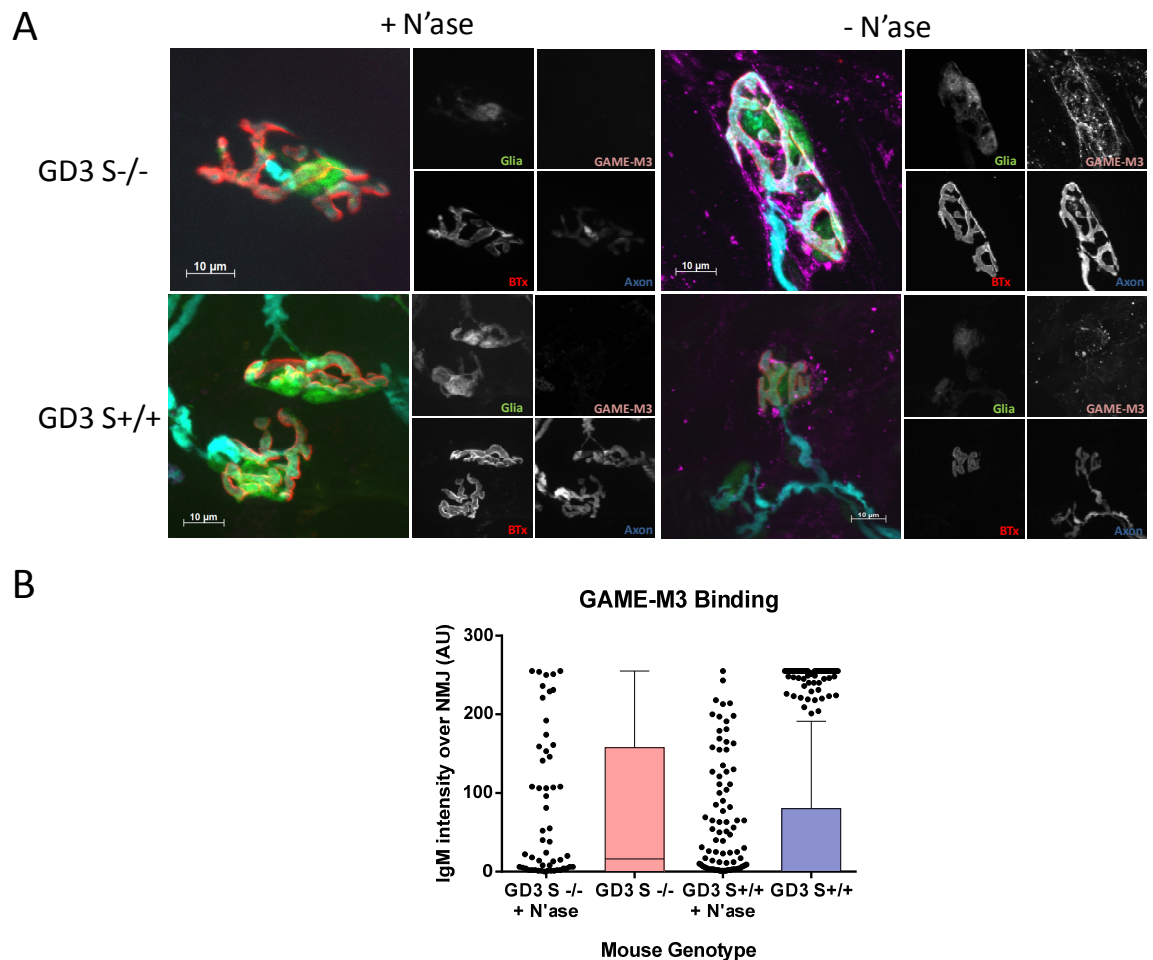 A
+ N'ase
- N'ase
GD3 S-/-
10 µm
Glia
GAME-M3
BTx
Axon
10 µm
Glia
GAME-M3
BTx
Axon
GD3 S+/+
10 µm
Glia
GAME-M3
BTx
Axon
10 µm
Glia
GAME-M3
BTx
Axon
B
GAME-M3 Binding
IgM intensity over NMJ (AU)
300
200
100
0
GD3 S -/-
+ N'ase
GD3 S -/-
GD3 S+/+
+ N'ase
GD3 S+/+
Mouse Genotype